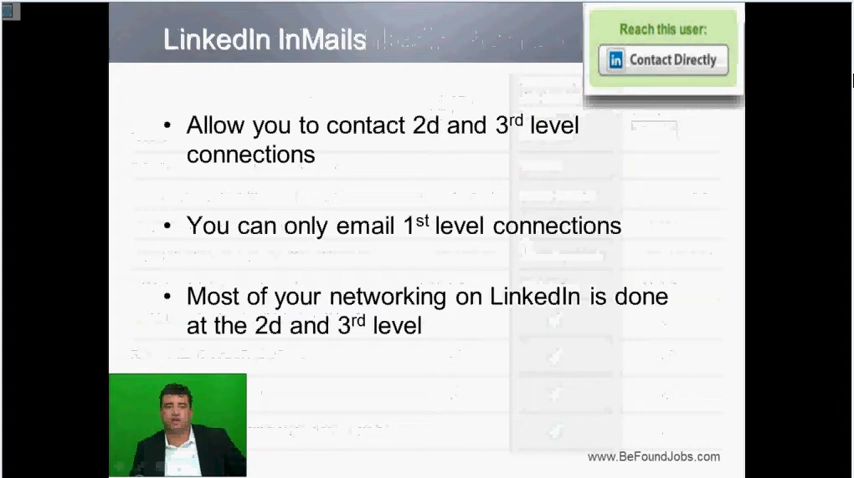 LinkedIn InMails
Reach this user:
in Contact Directly
• Allow you to contact 2d and 3rd level
connections
• You can only email 1st level connections
• Most of your networking on LinkedIn is done
at the 2d and 3rd level
www.BeFoundJobs.com